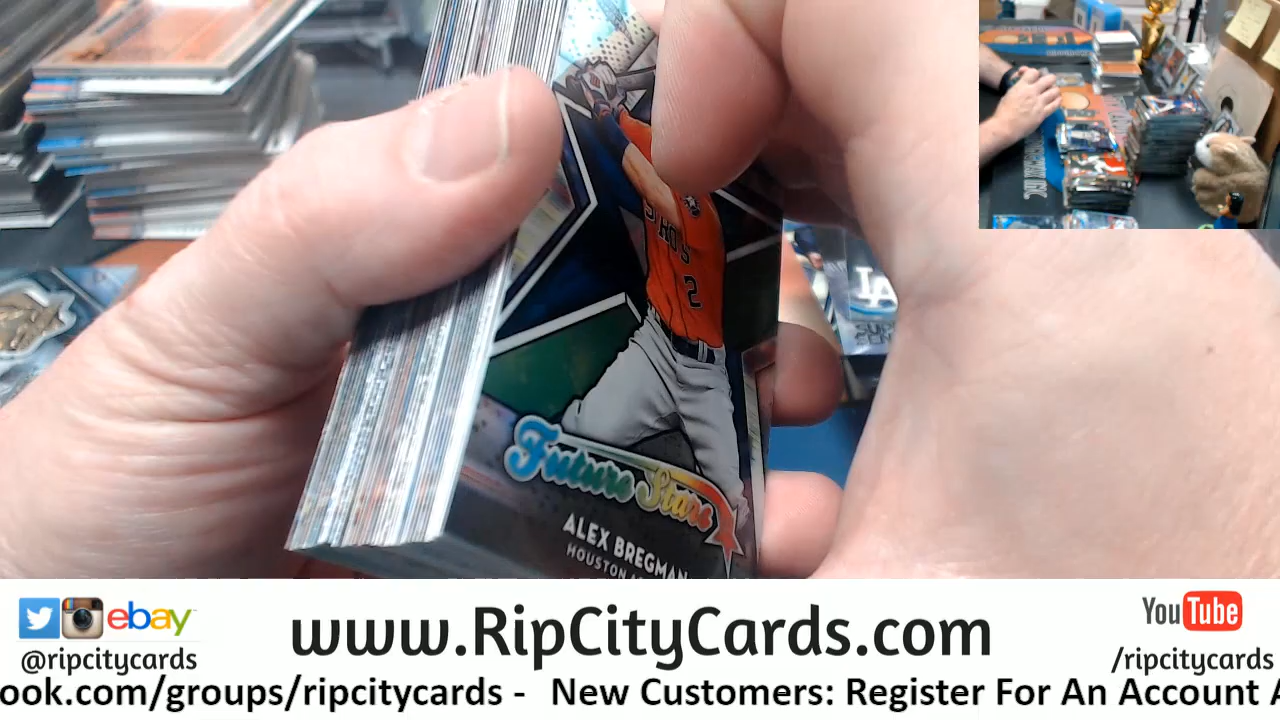 2
Future Stars
ALEX BREGMAN
HOUSTON
LA
ebay
www.RipCityCards.com
YouTube
@ripcitycards
/ripcitycards
ook.com/groups/ripcitycards - New Customers: Register For An Account A